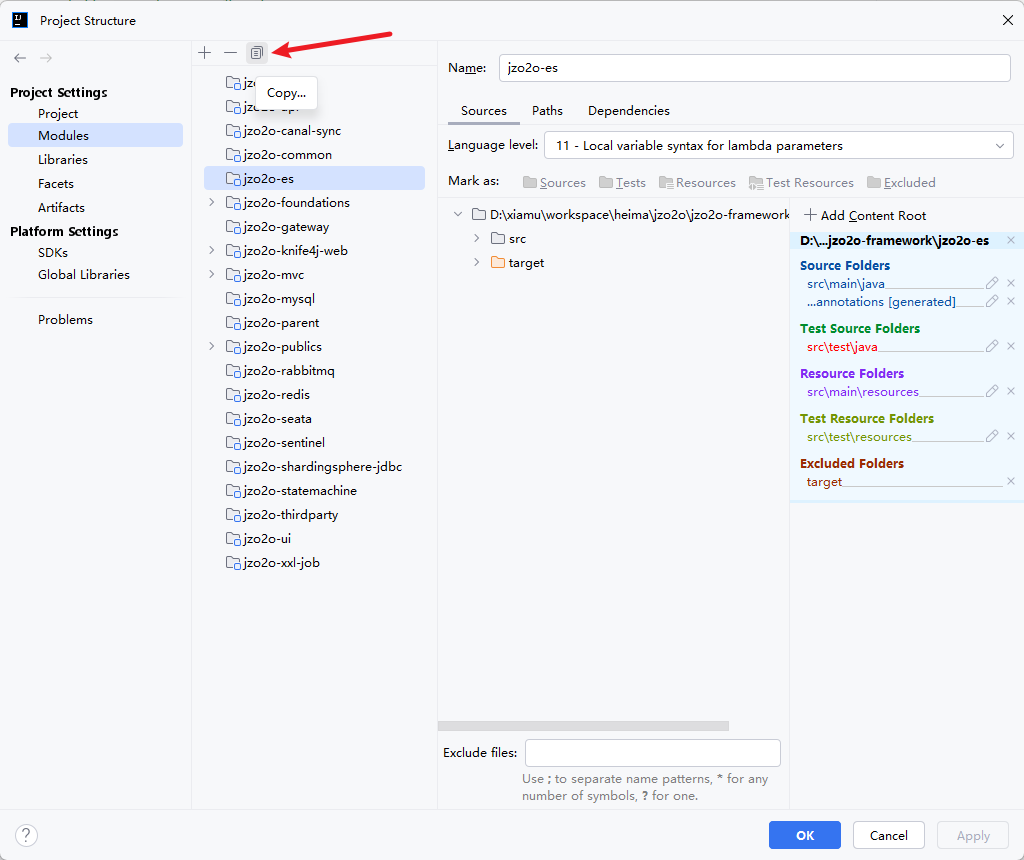 Project Structure
Project Settings
Project
Modules
Libraries
Facets
Artifacts
Platform Settings
SDKs
Global Libraries
Problems
Copy...
jzo2o-canal-sync
jzo2o-common
jzo2o-es
jzo2o-foundations
jzo2o-gateway
jzo2o-knife4j-web
jzo2o-mvc
jzo2o-mysql
jzo2o-parent
jzo2o-publics
jzo2o-rabbitmq
jzo2o-redis
jzo2o-seata
jzo2o-sentinel
jzo2o-shardingsphere-jdbc
jzo2o-statemachine
jzo2o-thirdparty
jzo2o-ui
jzo2o-xxl-job
Name: jzo2o-es
Sources Paths Dependencies
Language level: 11 - Local variable syntax for lambda parameters
Mark as: Sources Tests Resources Test Resources Excluded
D:\xiamu\workspace\heima\jzo2o\jzo2o-framework
src
target
Exclude files:
Use ; to separate name patterns, * for any
number of symbols, ? for one.
Add Content Root
D:\...jzo2o-framework\jzo2o-es
Source Folders
src\main\java
...annotations [generated]
Test Source Folders
src\test\java
Resource Folders
src\main\resources
Test Resource Folders
src\test\resources
Excluded Folders
target
?
OK Cancel Apply